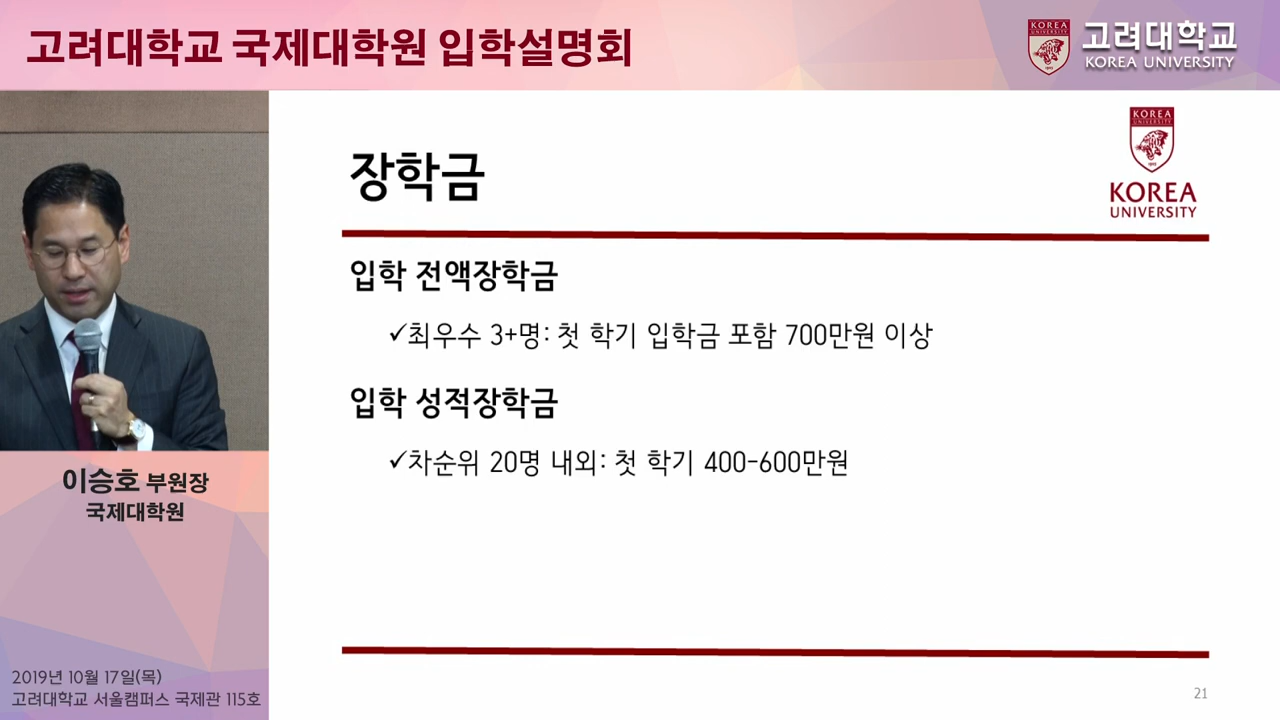 고려대학교 국제대학원 입학설명회
KOREA
UNIVERSITY
1905
고려대학교
KOREA UNIVERSITY
KOREA
UNIVERSITY
1905
KOREA
UNIVERSITY
장학금
입학 전액장학금
✓최우수 3+명: 첫 학기 입학금 포함 700만원 이상
입학 성적장학금
✓차순위 20명 내외: 첫 학기 400-600만원
이승호 부원장
국제대학원
2019년 10월 17일(목)
고려대학교 서울캠퍼스 국제관 115호
21